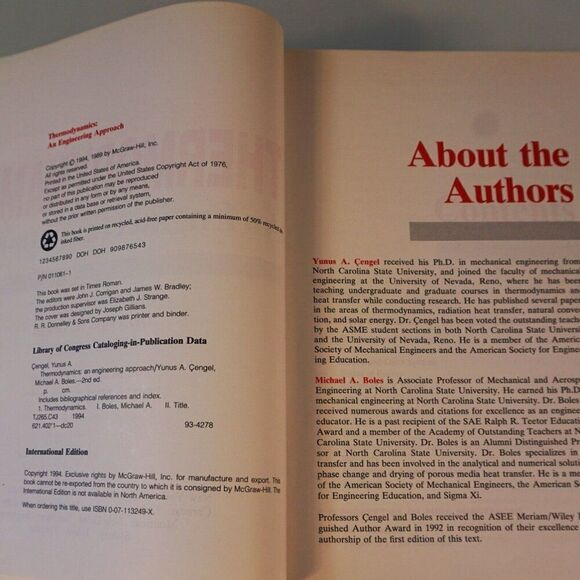 Thermodynamics:
An Engineering Approach
Copyright © 1994, 1989 by McGraw-Hill, Inc.
All rights reserved.
Printed in the United States of America.
Except as permitted under the United States Copyright Act of 1976,
no part of this publication may be reproduced
or distributed in any form or by any means,
or stored in a data base or retrieval system,
without the prior written permission of the publisher.
This book is printed on recycled, acid-free paper containing a minimum of 50% recycled
inked fiber.
1234567890 DOH DOH 909876543
P/N 011061-1
This book was set in Times Roman.
The editors were John J. Corrigan and James W. Bradley;
the production supervisor was Elizabeth J. Strange.
The cover was designed by Joseph Gillians.
R. R. Donnelley & Sons Company was printer and binder.
Library of Congress Cataloging-in-Publication Data
Çengel, Yunus A.
Thermodynamics: an engineering approach/Yunus A. Çengel,
Michael A. Boles.—2nd ed.
p. cm.
Includes bibliographical references and index.
1. Thermodynamics. I. Boles, Michael A. II. Title.
TJ265.C43 1994
621.402'1—dc20 93-4278
International Edition
Copyright 1994. Exclusive rights by McGraw-Hill, Inc. for manufacture and export. This
book cannot be re-exported from the country to which it is consigned by McGraw-Hill. The
International Edition is not available in North America.
When ordering this title, use ISBN 0-07-113249-X.
About the
Authors
Yunus A. Çengel received his Ph.D. in mechanical engineering from
North Carolina State University, and joined the faculty of mechanical
engineering at the University of Nevada, Reno, where he has been
teaching undergraduate and graduate courses in thermodynamics and
heat transfer while conducting research. He has published several papers
in the areas of thermodynamics, radiation heat transfer, natural convec
tion, and solar energy. Dr. Çengel has been voted the outstanding teacher
by the ASME student sections in both North Carolina State Universi
and the University of Nevada, Reno. He is a member of the Americ
Society of Mechanical Engineers and the American Society for Engineer
ing Education.
Michael A. Boles is Associate Professor of Mechanical and Aerosp
Engineering at North Carolina State University. He earned his Ph.D
mechanical engineering at North Carolina State University. Dr. Boles
received numerous awards and citations for excellence as an engineer
educator. He is a past recipient of the SAE Ralph R. Teetor Education
Award and a member of the Academy of Outstanding Teachers at N
Carolina State University. Dr. Boles is an Alumni Distinguished Pro
sor at North Carolina State University. Dr. Boles specializes in
transfer and has been involved in the analytical and numerical solution
phase change and drying of porous media heat transfer. He is a mem
of the American Society of Mechanical Engineers, the American Soc
for Engineering Education, and Sigma Xi.
Professors Çengel and Boles received the ASEE Meriam/Wiley
guished Author Award in 1992 in recognition of their excellence
authorship of the first edition of this text.